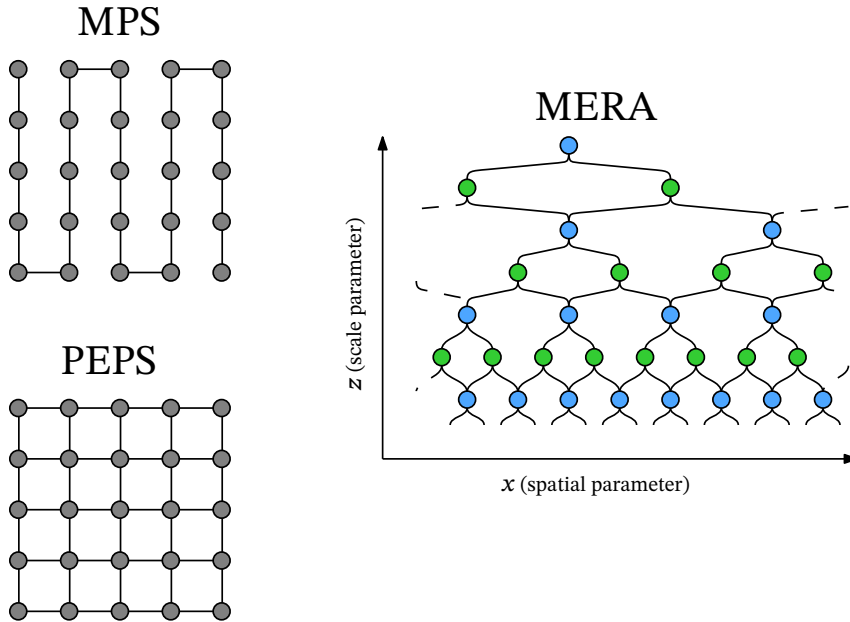 MPS
PEPS
MERA
z (scale parameter)
x (spatial parameter)